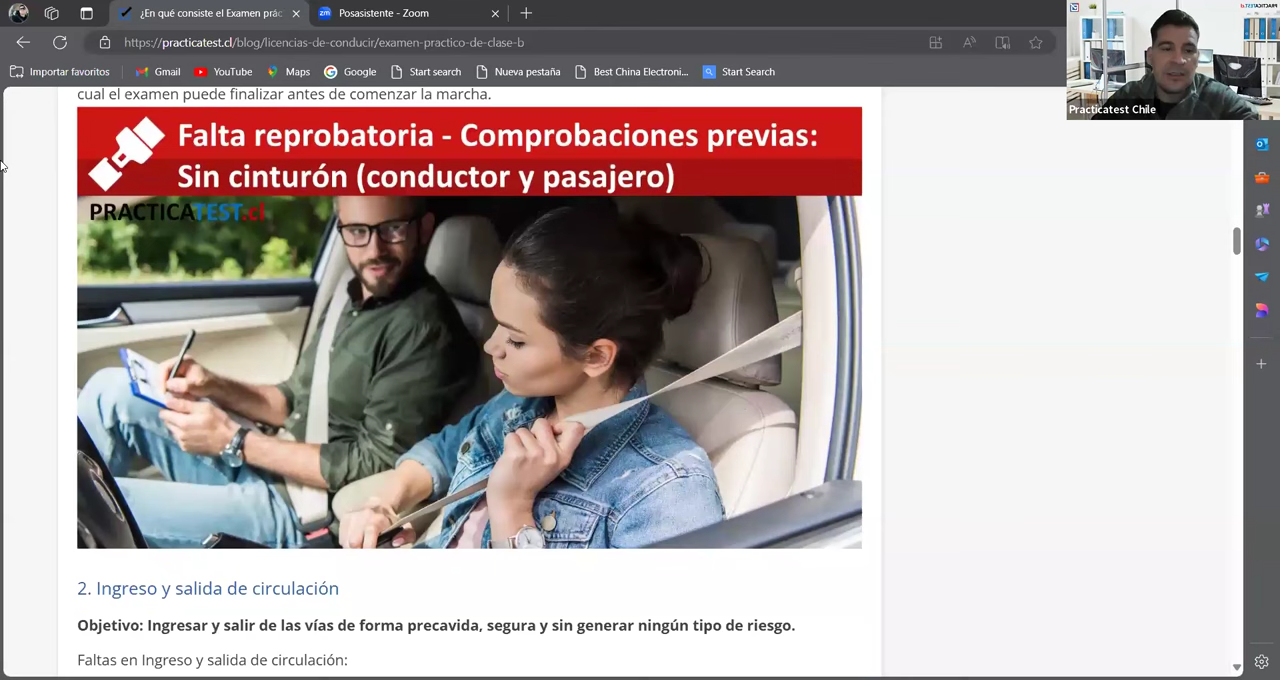 ¿En qué consiste el Examen prác
Posasistente - Zoom
https://practicatest.cl/blog/licencias-de-conducir/examen-practico-de-clase-b
Importar favoritos
Gmail
YouTube
Maps
Google
Start search
Nueva pestaña
Best China Electroni...
Start Search
Practicatest Chile
cual el examen puede finalizar antes de comenzar la marcha.
Falta reprobatoria - Comprobaciones previas:
Sin cinturón (conductor y pasajero)
PRACTICATEST.cl
2. Ingreso y salida de circulación
Objetivo: Ingresar y salir de las vías de forma precavida, segura y sin generar ningún tipo de riesgo.
Faltas en Ingreso y salida de circulación: